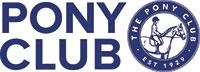 PONY
CLUB
THE PONY CLUB
EST 1929